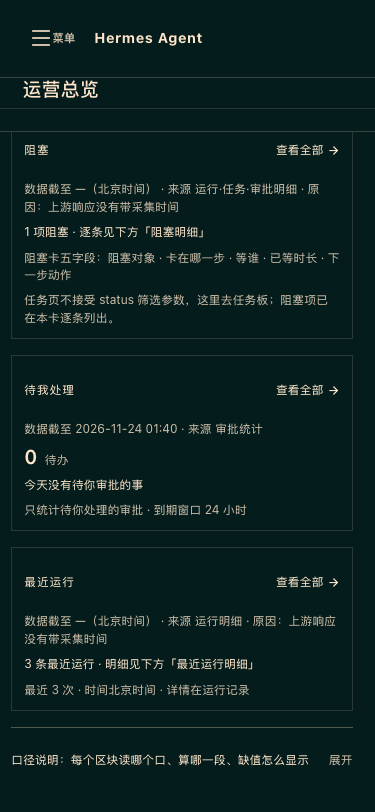 菜单
Hermes Agent
运营总览
阻塞
查看全部 →
数据截至 —（北京时间） · 来源 运行·任务·审批明细 · 原
因：上游响应没有带采集时间
1 项阻塞 · 逐条见下方「阻塞明细」
阻塞卡五字段：阻塞对象 · 卡在哪一步 · 等谁 · 已等时长 · 下
一步动作
任务页不接受 status 筛选参数，这里去任务板；阻塞项已
在本卡逐条列出。
待我处理
查看全部 →
数据截至 2026-11-24 01:40 · 来源 审批统计
0 待办
今天没有待你审批的事
只统计待你处理的审批 · 到期窗口 24 小时
最近运行
查看全部 →
数据截至 —（北京时间） · 来源 运行明细 · 原因：上游响应
没有带采集时间
3 条最近运行 · 明细见下方「最近运行明细」
最近 3 次 · 时间北京时间 · 详情在运行记录
口径说明：每个区块读哪个口、算哪一段、缺值怎么显示
展开